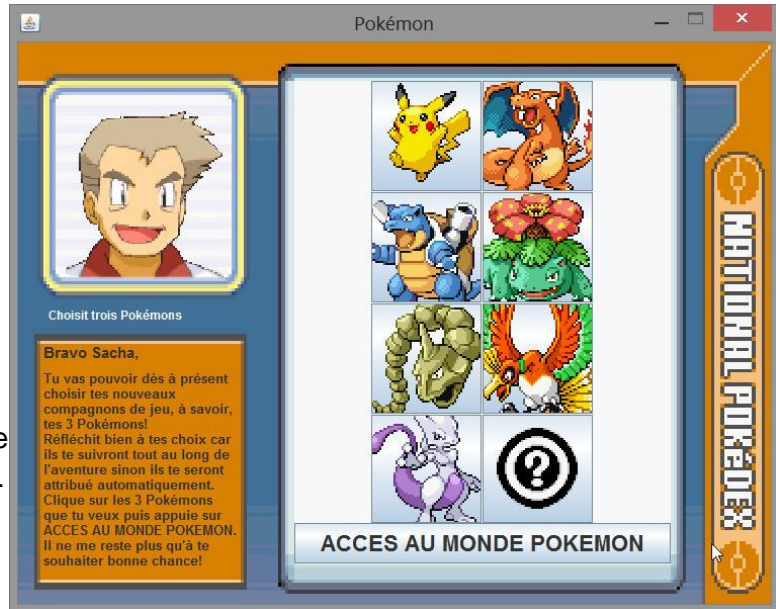 Pokémon
Choisit trois Pokémons
Bravo Sacha,
Tu vas pouvoir dès à présent
choisir tes nouveaux
compagnons de jeu, à savoir,
tes 3 Pokémons!
Réfléchit bien à tes choix car
ils te suivront tout au long de
l'aventure sinon ils te seront
attribué automatiquement.
Clique sur les 3 Pokémons
que tu veux puis appuie sur
ACCES AU MONDE POKEMON.
Il ne me reste plus qu'à te
souhaiter bonne chance!
e
.
?
ACCES AU MONDE POKEMON
NATIONAL POKéDEX